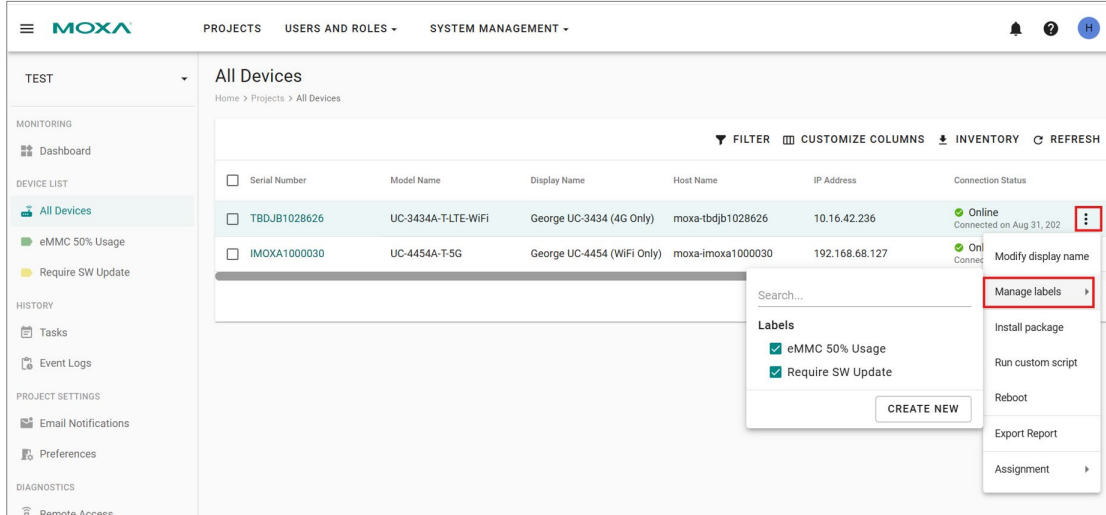 MOXA
PROJECTS USERS AND ROLES SYSTEM MANAGEMENT H
TEST
All Devices
Home > Projects > All Devices
MONITORING
Dashboard
DEVICE LIST
All Devices
eMMC 50% Usage
Require SW Update
HISTORY
Tasks
Event Logs
PROJECT SETTINGS
Email Notifications
Preferences
DIAGNOSTICS
Remote Access
FILTER CUSTOMIZE COLUMNS INVENTORY REFRESH
Serial Number Model Name Display Name Host Name IP Address Connection Status
TBDJB1028626 UC-3434A-T-LTE-WiFi George UC-3434 (4G Only) moxa-tbdjb1028626 10.16.42.236 Online
Connected on Aug 31, 202
IMOXA1000030 UC-4454A-T-5G George UC-4454 (WiFi Only) moxa-imoxa1000030 192.168.68.127 Onl
Connec
Search...
Labels
eMMC 50% Usage
Require SW Update
CREATE NEW
Modify display name
Manage labels
Install package
Run custom script
Reboot
Export Report
Assignment